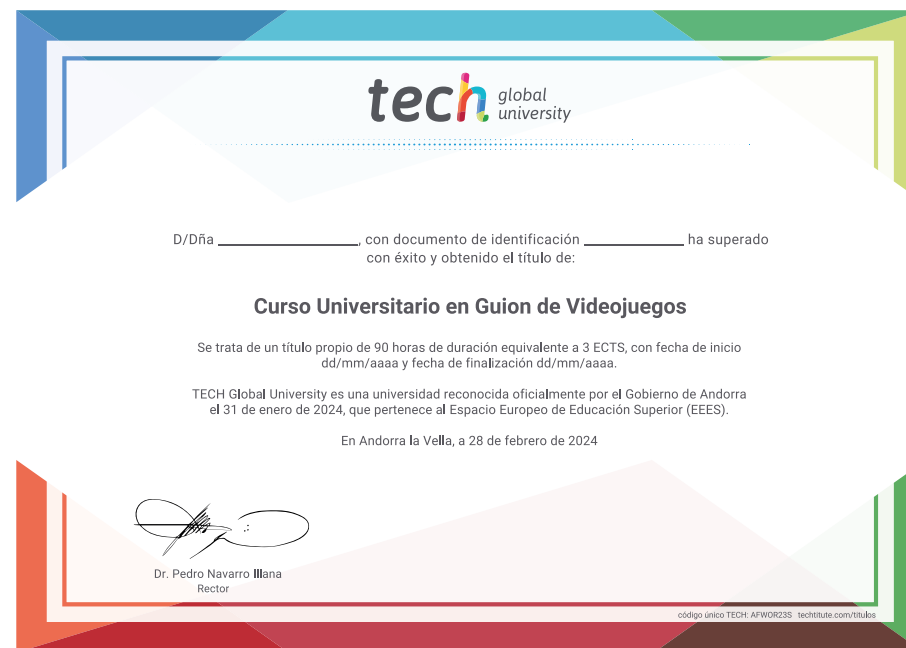 tech global university
D/Dña ____________________, con documento de identificación ______________ ha superado
con éxito y obtenido el título de:
Curso Universitario en Guion de Videojuegos
Se trata de un título propio de 90 horas de duración equivalente a 3 ECTS, con fecha de inicio
dd/mm/aaaa y fecha de finalización dd/mm/aaaa.
TECH Global University es una universidad reconocida oficialmente por el Gobierno de Andorra
el 31 de enero de 2024, que pertenece al Espacio Europeo de Educación Superior (EEES).
En Andorra la Vella, a 28 de febrero de 2024
Dr. Pedro Navarro Illana
Rector
código único TECH: AFWOR23S techtitute.com/titulos